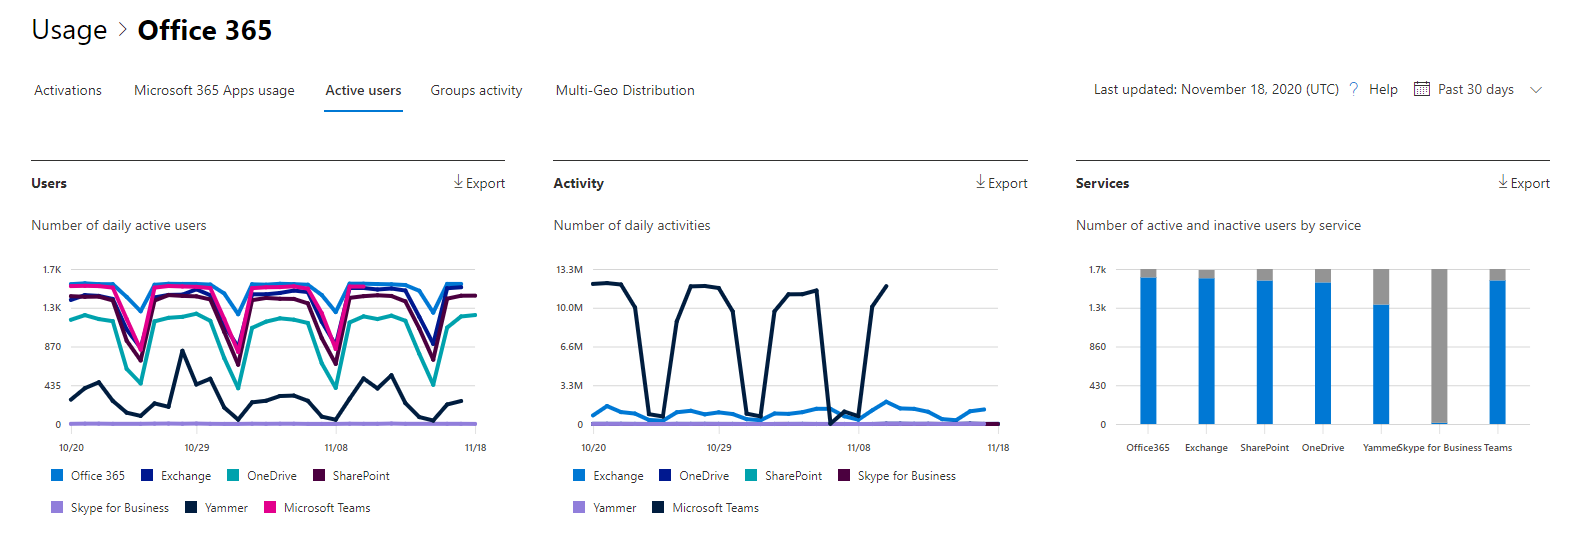 Usage > Office 365
Activations Microsoft 365 Apps usage Active users Groups activity Multi-Geo Distribution Last updated: November 18, 2020 (UTC) ? Help Past 30 days
Users Export
Number of daily active users
1.7K
1.3K
870
435
0
10/20 10/29 11/08 11/18
Office 365 Exchange OneDrive SharePoint
Skype for Business Yammer Microsoft Teams
Activity Export
Number of daily activities
13.3M
10.0M
6.6M
3.3M
0
10/20 10/29 11/08 11/18
Exchange OneDrive SharePoint Skype for Business
Yammer Microsoft Teams
Services Export
Number of active and inactive users by service
1.7k
1.3k
860
430
0
Office365 Exchange SharePoint OneDrive Yammer Skype for Business Teams